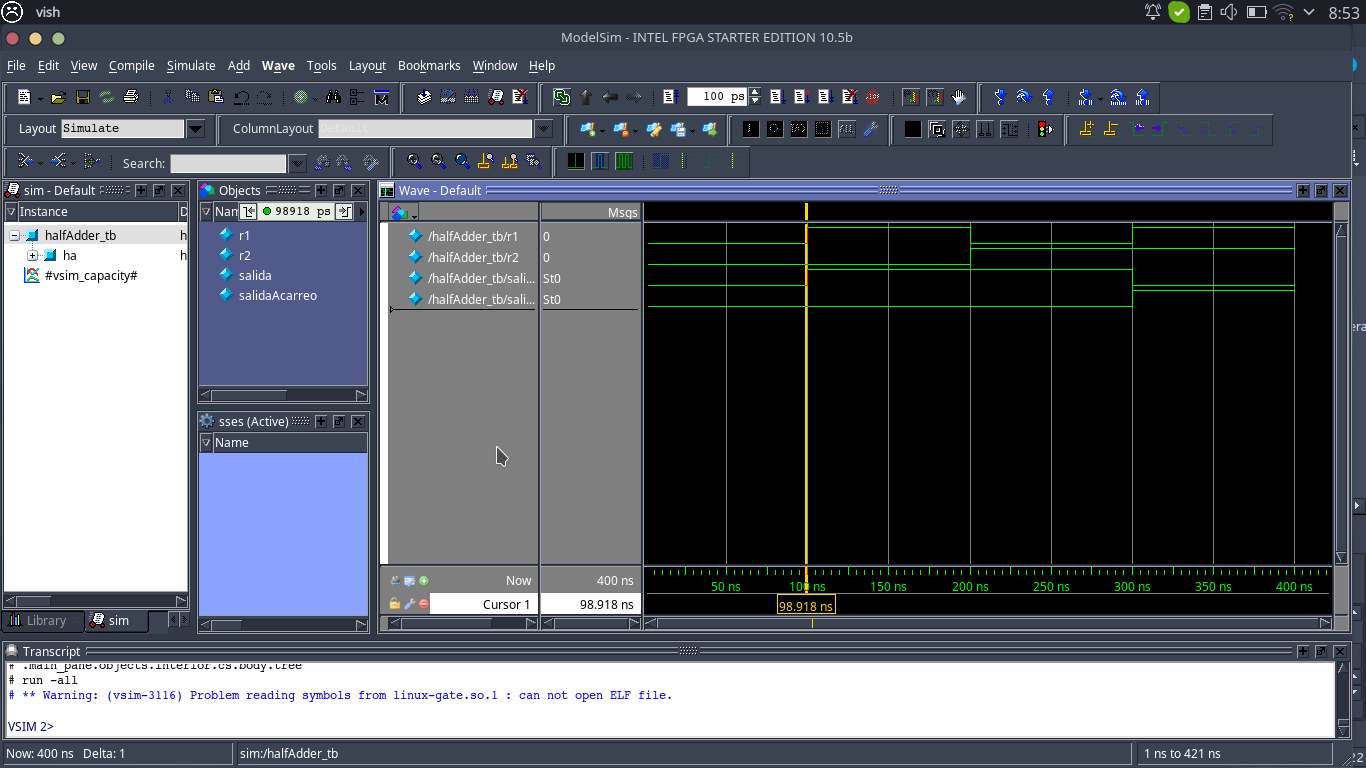 vish
8:53
ModelSim - INTEL FPGA STARTER EDITION 10.5b
File Edit View Compile Simulate Add Wave Tools Layout Bookmarks Window Help
100 ps
Layout Simulate
ColumnLayout Default
Search:
sim - Default
Instance
D
halfAdder_tb
h
ha
h
#vsim_capacity#
Library
sim
Objects
Nan
98918 ps
r1
r2
salida
salidaAcarreo
sses (Active)
Name
Wave - Default
Msgs
/halfAdder_tb/r1 0
/halfAdder_tb/r2 0
/halfAdder_tb/sali... St0
/halfAdder_tb/sali... St0
Now 400 ns
Cursor 1 98.918 ns
50 ns 100 ns 150 ns 200 ns 250 ns 300 ns 350 ns 400 ns
98.918 ns
Transcript
# .main_pane.objects.interior.cs.body.tree
# run -all
# ** Warning: (vsim-3116) Problem reading symbols from linux-gate.so.1 : can not open ELF file.
VSIM 2>
Now: 400 ns Delta: 1
sim:/halfAdder_tb
1 ns to 421 ns